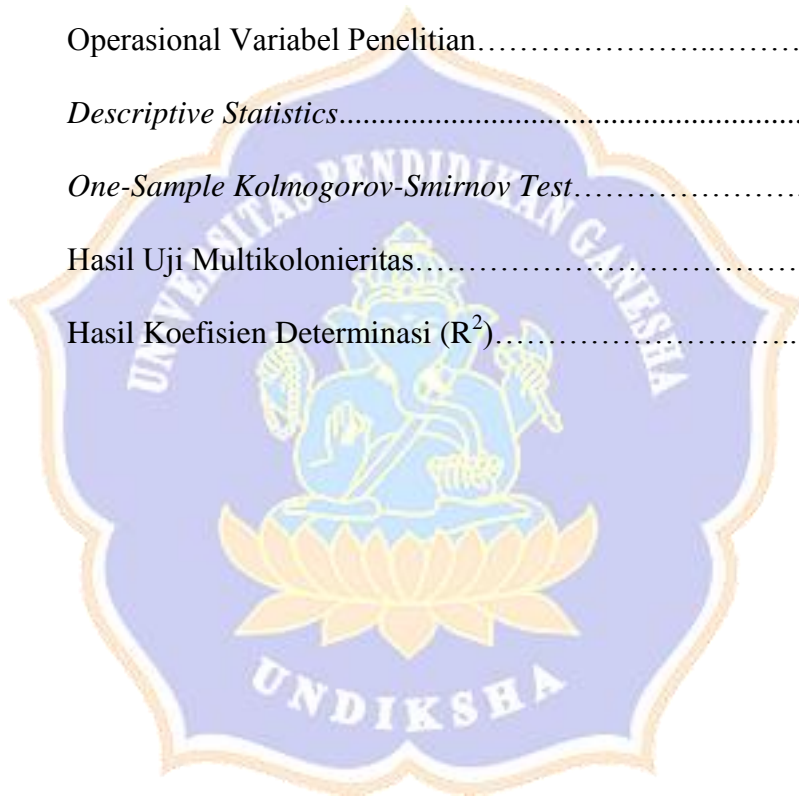 Operasional Variabel Penelitian…………………..………
Descriptive Statistics.............................................................
One-Sample Kolmogorov-Smirnov Test…………………..
Hasil Uji Multikolonieritas…………………………………
Hasil Koefisien Determinasi (R²)………………………..
UNIVERSITAS PENDIDIKAN GANESHA
UNDIKSHA